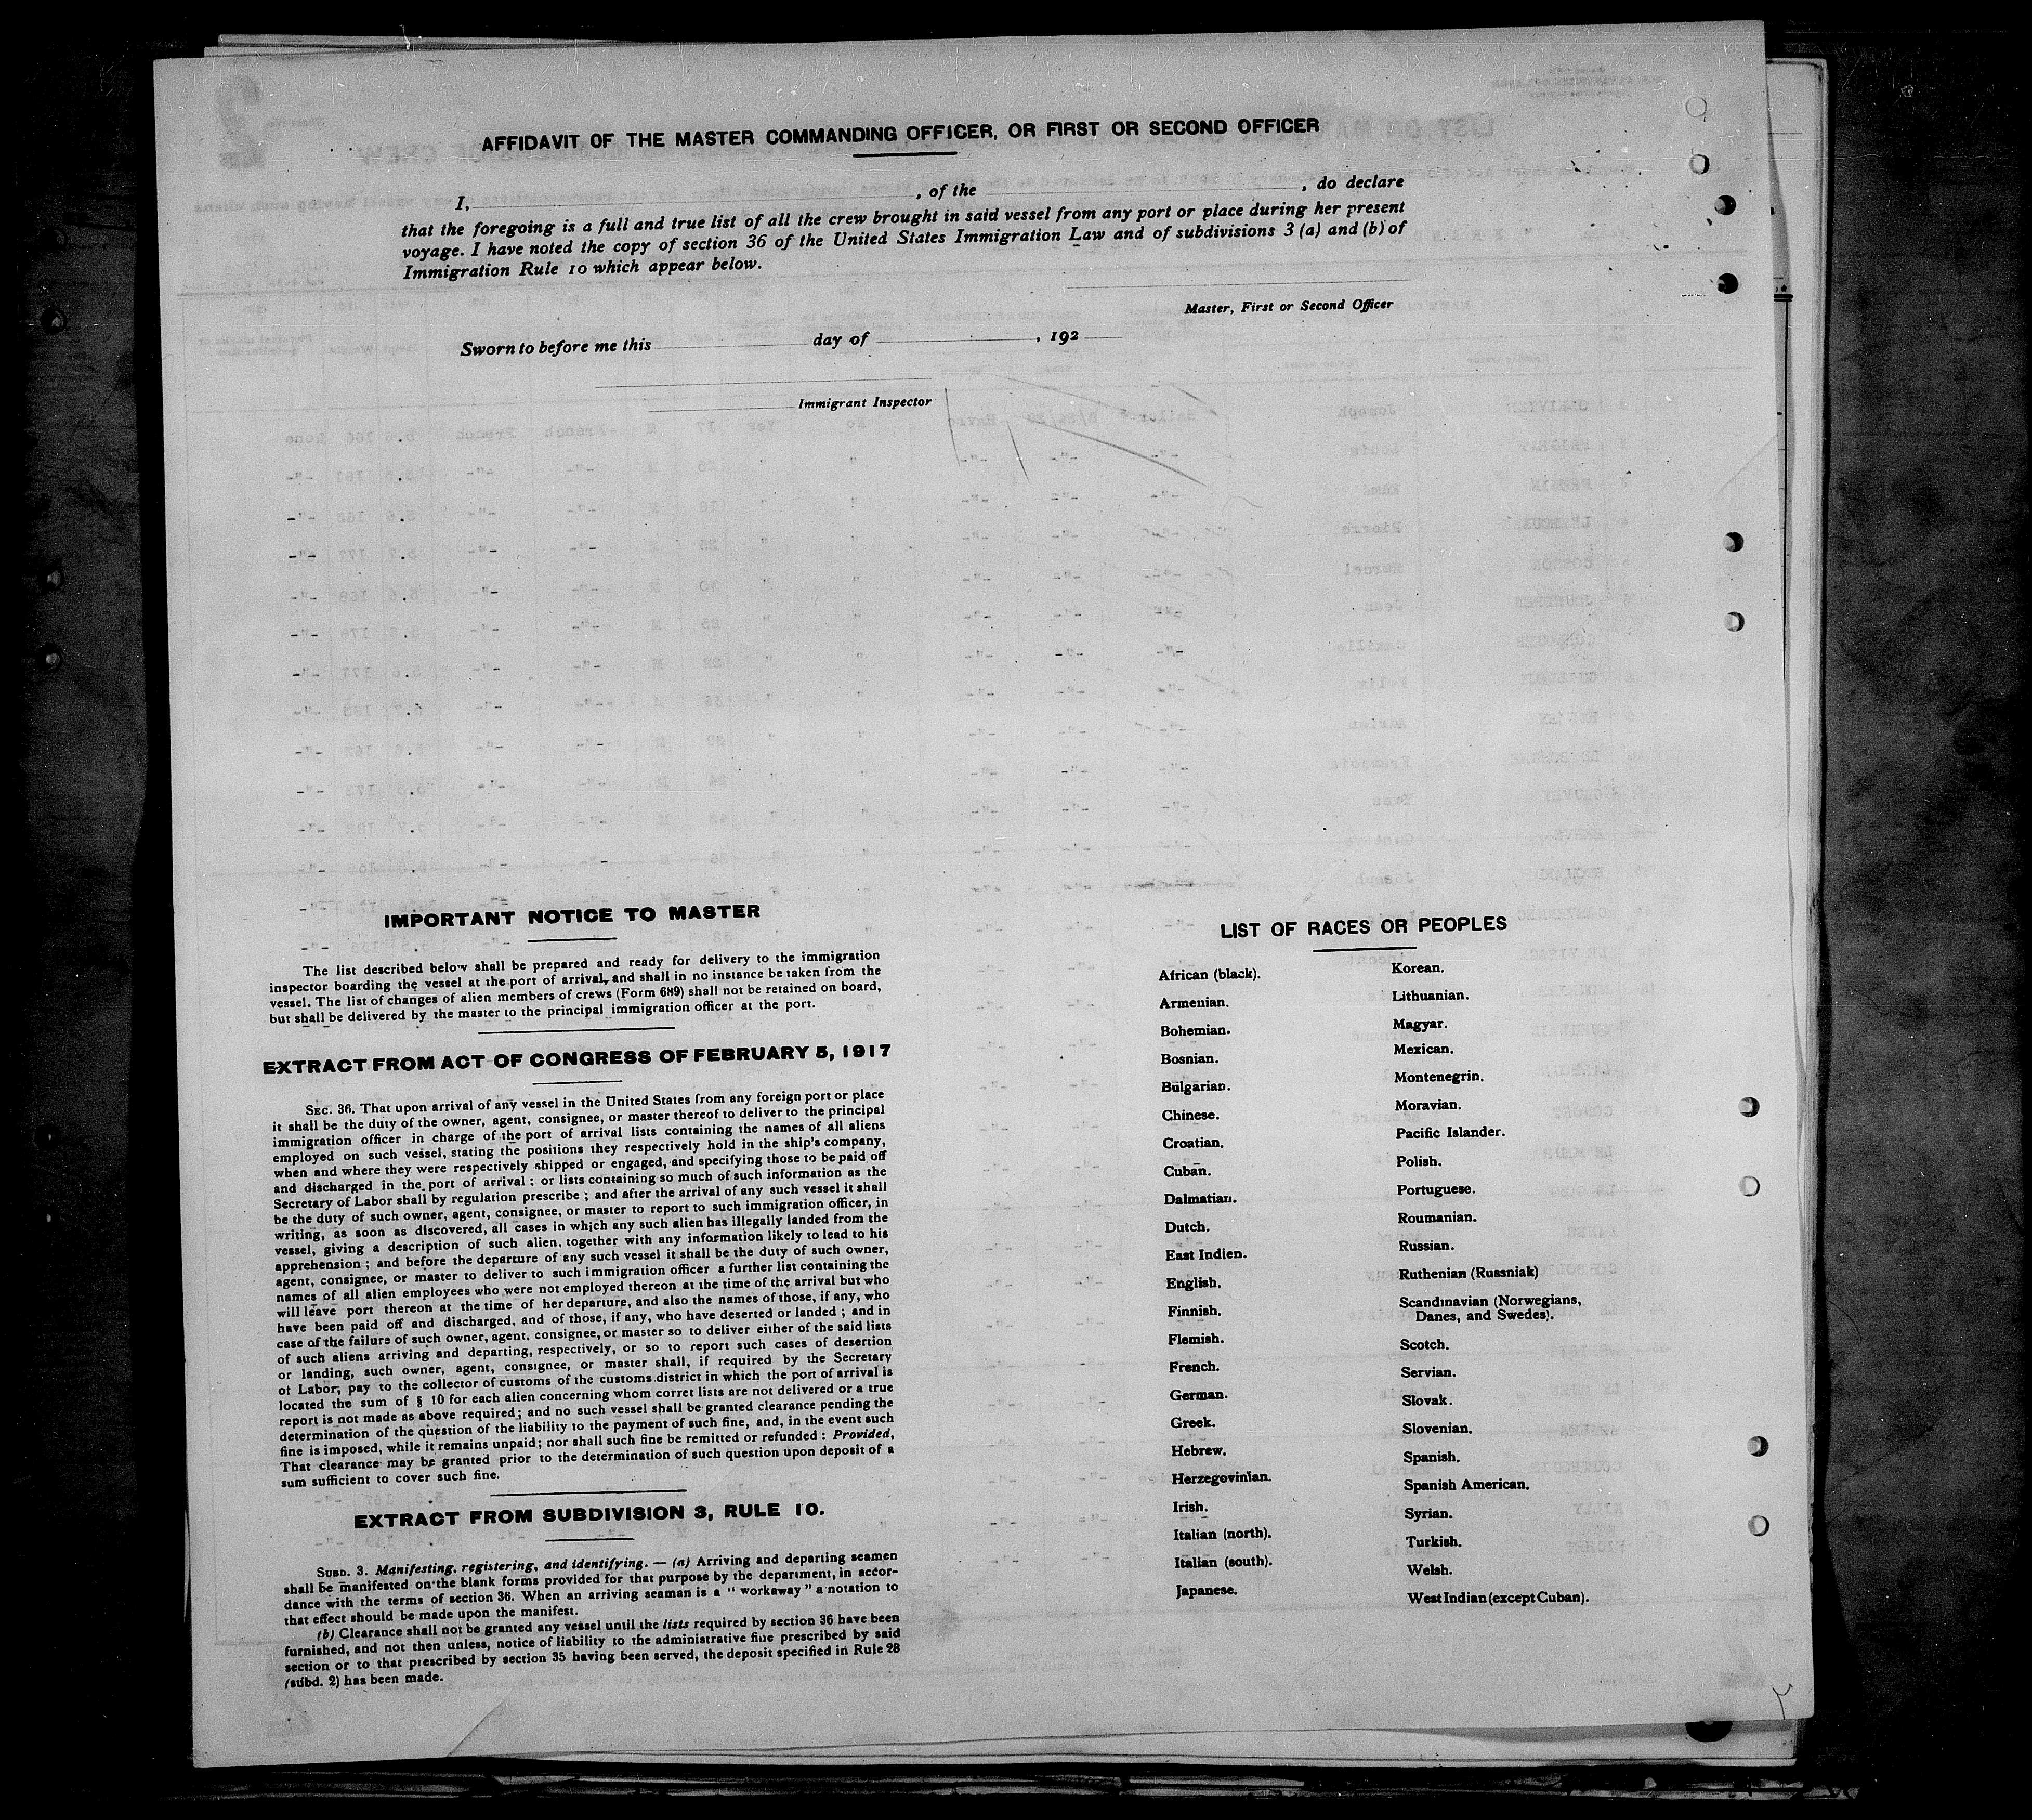 AFFIDAVIT OF THE MASTER COMMANDING OFFICER, OR FIRST OR SECOND OFFICER
I, , of the , do declare
that the foregoing is a full and true list of all the crew brought in said vessel from any port or place during her present
voyage. I have noted the copy of section 36 of the United States Immigration Law and of subdivisions 3 (a) and (b) of
Immigration Rule 10 which appear below.
Master, First or Second Officer
Sworn to before me this day of , 192
Immigrant Inspector
IMPORTANT NOTICE TO MASTER
The list described below shall be prepared and ready for delivery to the immigration
inspector boarding the vessel at the port of arrival, and shall in no instance be taken from the
vessel. The list of changes of alien members of crews (Form 689) shall not be retained on board,
but shall be delivered by the master to the principal immigration officer at the port.
EXTRACT FROM ACT OF CONGRESS OF FEBRUARY 5, 1917
SEC. 36. That upon arrival of any vessel in the United States from any foreign port or place
it shall be the duty of the owner, agent, consignee, or master thereof to deliver to the principal
immigration officer in charge of the port of arrival lists containing the names of all aliens
employed on such vessel, stating the positions they respectively hold in the ship's company,
when and where they were respectively shipped or engaged, and specifying those to be paid off
and discharged in the port of arrival; or lists containing so much of such information as the
Secretary of Labor shall by regulation prescribe; and after the arrival of any such vessel it shall
be the duty of such owner, agent, consignee, or master to report to such immigration officer, in
writing, as soon as discovered, all cases in which any such alien has illegally landed from the
vessel, giving a description of such alien, together with any information likely to lead to his
apprehension; and before the departure of any such vessel it shall be the duty of such owner,
agent, consignee, or master to deliver to such immigration officer a further list containing the
names of all alien employees who were not employed thereon at the time of the arrival but who
will leave port thereon at the time of her departure, and also the names of those, if any, who
have been paid off and discharged, and of those, if any, who have deserted or landed; and in
case of the failure of such owner, agent, consignee, or master so to deliver either of the said lists
of such aliens arriving and departing, respectively, or so to report such cases of desertion
or landing, such owner, agent, consignee, or master shall, if required by the Secretary
of Labor, pay to the collector of customs of the customs district in which the port of arrival is
located the sum of $ 10 for each alien concerning whom corret lists are not delivered or a true
report is not made as above required; and no such vessel shall be granted clearance pending the
determination of the question of the liability to the payment of such fine, and, in the event such
fine is imposed, while it remains unpaid; nor shall such fine be remitted or refunded: Provided,
That clearance may be granted prior to the determination of such question upon deposit of a
sum sufficient to cover such fine.
EXTRACT FROM SUBDIVISION 3, RULE 10.
SUBD. 3. Manifesting, registering, and identifying. — (a) Arriving and departing seamen
shall be manifested on the blank forms provided for that purpose by the department, in accor-
dance with the terms of section 36. When an arriving seaman is a "workaway" a notation to
that effect should be made upon the manifest.
(b) Clearance shall not be granted any vessel until the lists required by section 36 have been
furnished, and not then unless, notice of liability to the administrative fine prescribed by said
section or to that prescribed by section 35 having been served, the deposit specified in Rule 28
(subd. 2) has been made.
LIST OF RACES OR PEOPLES
African (black).
Armenian.
Bohemian.
Bosnian.
Bulgarian.
Chinese.
Croatian.
Cuban.
Dalmatian.
Dutch.
East Indien.
English.
Finnish.
Flemish.
French.
German.
Greek.
Hebrew.
Herzegovinian.
Irish.
Italian (north).
Italian (south).
Japanese.
Korean.
Lithuanian.
Magyar.
Mexican.
Montenegrin.
Moravian.
Pacific Islander.
Polish.
Portuguese.
Roumanian.
Russian.
Ruthenian (Russniak)
Scandinavian (Norwegians,
Danes, and Swedes).
Scotch.
Servian.
Slovak.
Slovenian.
Spanish.
Spanish American.
Syrian.
Turkish.
Welsh.
West Indian (except Cuban).